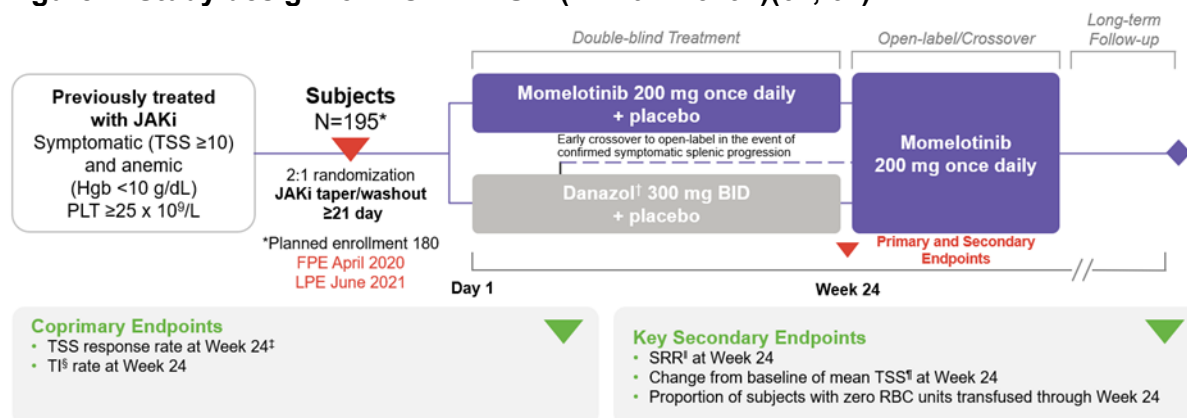 Double-blind Treatment
Open-label/Crossover
Long-term
Follow-up
Previously treated
with JAKi
Symptomatic (TSS ≥10)
and anemic
(Hgb <10 g/dL)
PLT ≥25 x 10⁹/L
Subjects
N=195*
2:1 randomization
JAKi taper/washout
≥21 day
*Planned enrollment 180
FPE April 2020
LPE June 2021
Momelotinib 200 mg once daily
+ placebo
Early crossover to open-label in the event of
confirmed symptomatic splenic progression
Danazol† 300 mg BID
+ placebo
Momelotinib
200 mg once daily
Primary and Secondary
Endpoints
Day 1
Week 24
Coprimary Endpoints
• TSS response rate at Week 24‡
• TI§ rate at Week 24
Key Secondary Endpoints
• SRR‖ at Week 24
• Change from baseline of mean TSS¶ at Week 24
• Proportion of subjects with zero RBC units transfused through Week 24